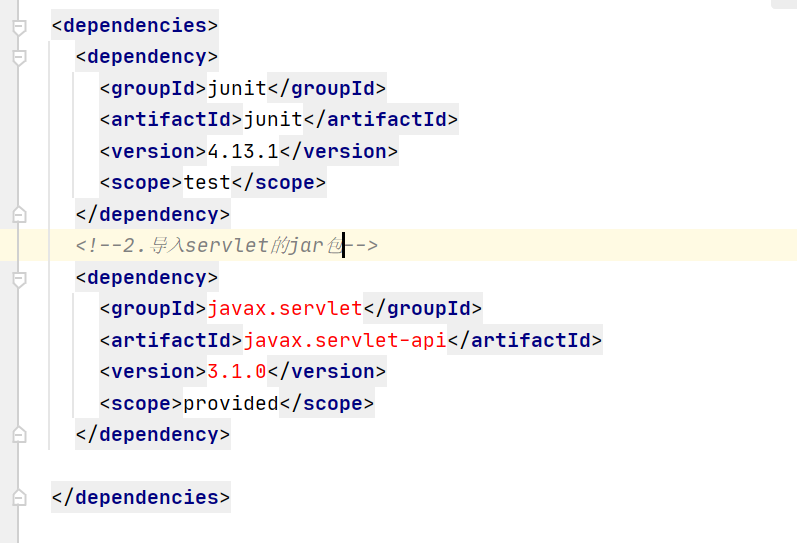 <dependencies>
<dependency>
<groupId>junit</groupId>
<artifactId>junit</artifactId>
<version>4.13.1</version>
<scope>test</scope>
</dependency>
<!--2.导入servlet的jar包-->
<dependency>
<groupId>javax.servlet</groupId>
<artifactId>javax.servlet-api</artifactId>
<version>3.1.0</version>
<scope>provided</scope>
</dependency>
</dependencies>